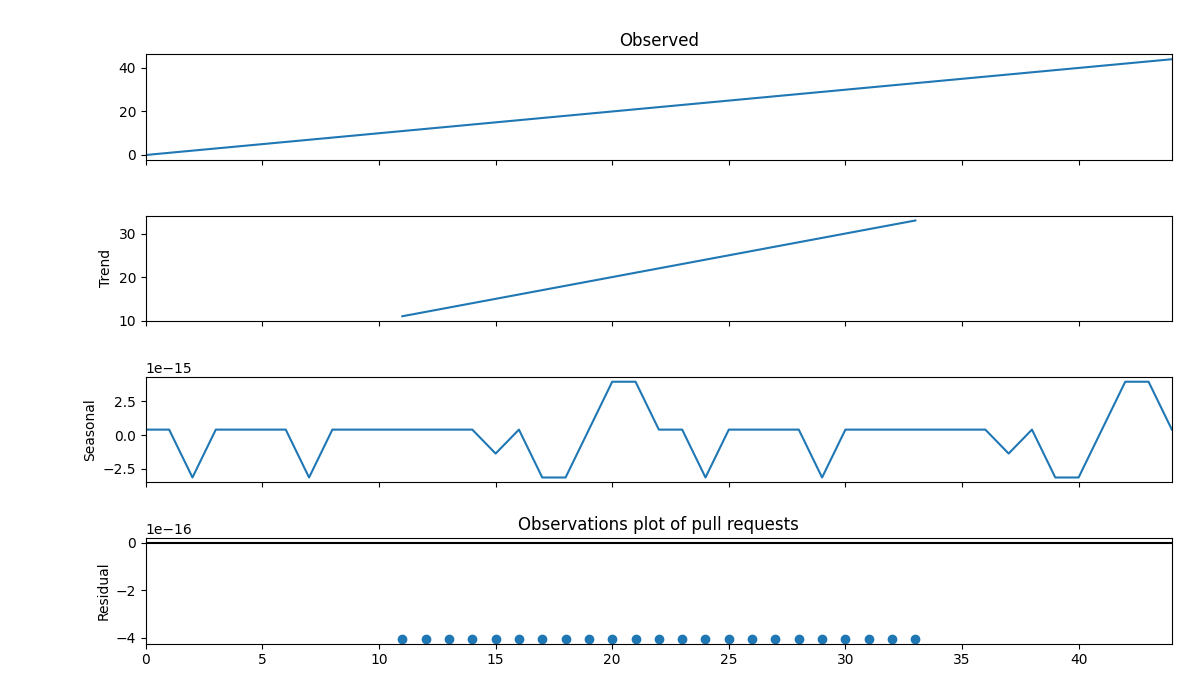 Observed
40
20
0
Trend
30
20
10
1e−15
Seasonal
2.5
0.0
−2.5
Observations plot of pull requests
1e−16
Residual
0
−2
−4
0 5 10 15 20 25 30 35 40